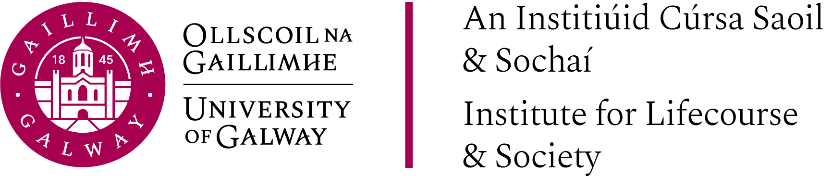 GAILLIMH
18 45
GALWAY
OLLSCOIL NA
GAILLIMHE
UNIVERSITY
OF GALWAY
An Institiúid Cúrsa Saoil
& Sochaí
Institute for Lifecourse
& Society